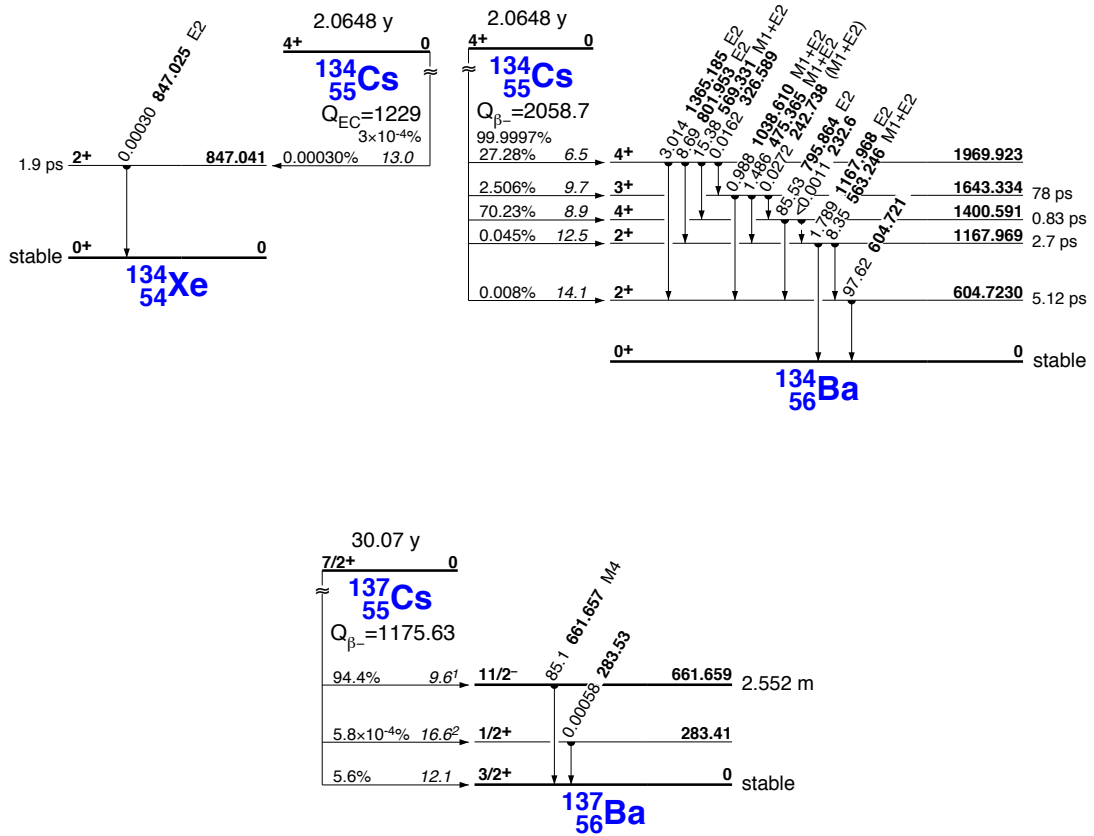 2.0648 y
4+ 0
134
55Cs
Q_EC=1229
3×10⁻⁴%
0.00030% 13.0
0.00030 847.025 E2
1.9 ps 2+ 847.041
stable 0+ 0
134
54Xe
2.0648 y
4+ 0
134
55Cs
Qβ−=2058.7
99.9997%
3.014 1365.185 E2
8.69 801.953 E2
15.38 569.331 M1+E2
0.0162 326.589
0.988 1038.610 M1+E2
1.486 475.365 M1+E2
0.0272 242.738 (M1+E2)
85.53 795.864 E2
<0.0011 232.6
1.789 1167.968 E2
8.35 563.246 M1+E2
97.62 604.721
27.28% 6.5 4+ 1969.923
2.506% 9.7 3+ 1643.334 78 ps
70.23% 8.9 4+ 1400.591 0.83 ps
0.045% 12.5 2+ 1167.969 2.7 ps
0.008% 14.1 2+ 604.7230 5.12 ps
0+ 0 stable
134
56Ba
30.07 y
7/2+ 0
137
55Cs
Qβ−=1175.63
85.1 661.657 M4
0.00058 283.53
94.4% 9.6¹ 11/2− 661.659 2.552 m
5.8×10⁻⁴% 16.6² 1/2+ 283.41
5.6% 12.1 3/2+ 0 stable
137
56Ba